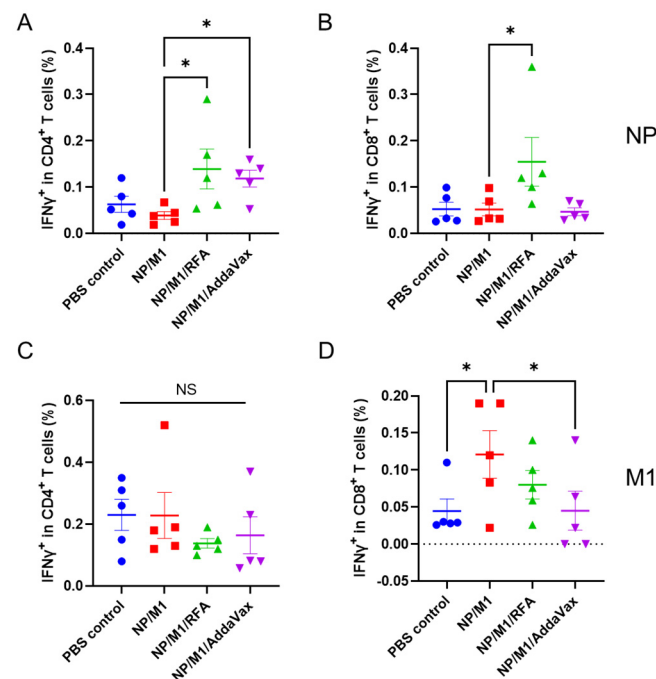 A
IFNγ⁺ in CD4⁺ T cells (%)
0.4
0.3
0.2
0.1
0.0
*
*
PBS control
NP/M1
NP/M1/RFA
NP/M1/AddaVax
B
IFNγ⁺ in CD8⁺ T cells (%)
0.4
0.3
0.2
0.1
0.0
*
PBS control
NP/M1
NP/M1/RFA
NP/M1/AddaVax
NP
C
IFNγ⁺ in CD4⁺ T cells (%)
0.6
0.4
0.2
0.0
NS
PBS control
NP/M1
NP/M1/RFA
NP/M1/AddaVax
D
IFNγ⁺ in CD8⁺ T cells (%)
0.20
0.15
0.10
0.05
0.00
-0.05
*
*
PBS control
NP/M1
NP/M1/RFA
NP/M1/AddaVax
M1